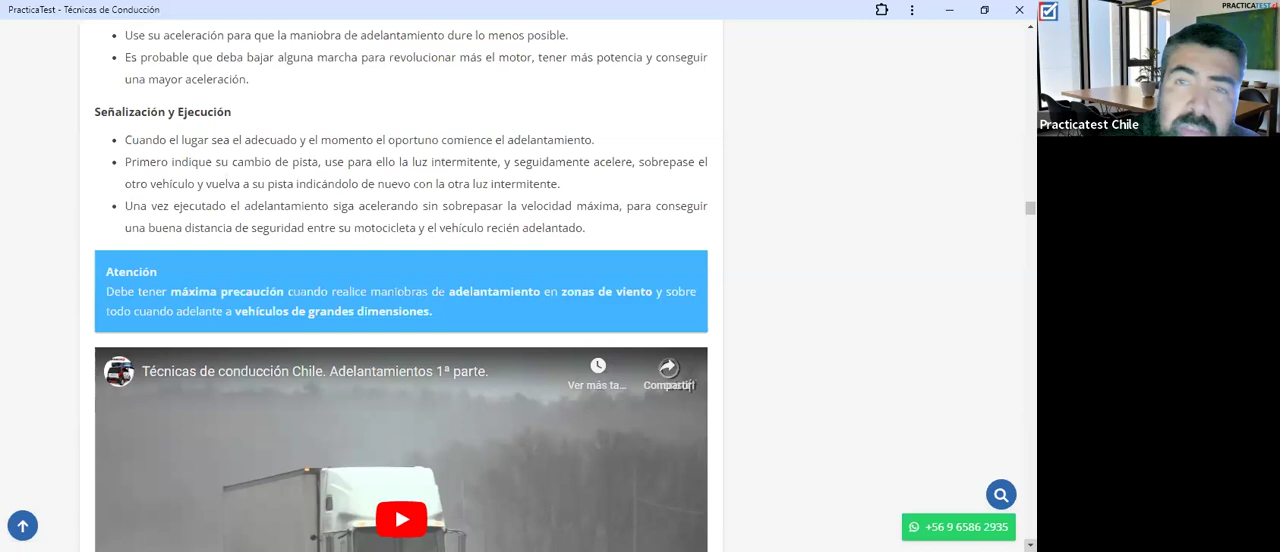 PracticaTest - Técnicas de Conducción
PRACTICATEST.cl
Use su aceleración para que la maniobra de adelantamiento dure lo menos posible.
Es probable que deba bajar alguna marcha para revolucionar más el motor, tener más potencia y conseguir
una mayor aceleración.
Señalización y Ejecución
Cuando el lugar sea el adecuado y el momento el oportuno comience el adelantamiento.
Primero indique su cambio de pista, use para ello la luz intermitente, y seguidamente acelere, sobrepase el
otro vehículo y vuelva a su pista indicándolo de nuevo con la otra luz intermitente.
Una vez ejecutado el adelantamiento siga acelerando sin sobrepasar la velocidad máxima, para conseguir
una buena distancia de seguridad entre su motocicleta y el vehículo recién adelantado.
Atención
Debe tener máxima precaución cuando realice maniobras de adelantamiento en zonas de viento y sobre
todo cuando adelante a vehículos de grandes dimensiones.
Técnicas de conducción Chile. Adelantamientos 1ª parte.
Ver más ta...
Compartir
+56 9 6586 2935
Practicatest Chile